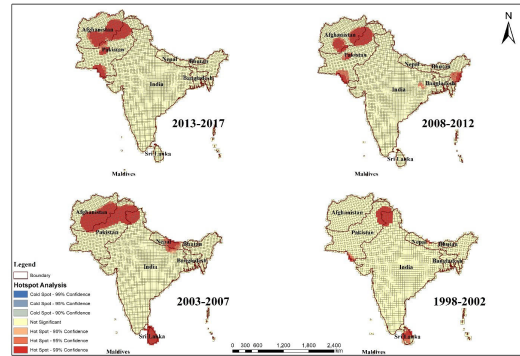 N
Afghanistan
Pakistan
Nepal
Bhutan
Bangladesh
India
2013-2017
Sri Lanka
Maldives
Afghanistan
Pakistan
Nepal
Bhutan
Bangladesh
India
2008-2012
Sri Lanka
Maldives
Afghanistan
Pakistan
Nepal
Bhutan
Bangladesh
India
2003-2007
Sri Lanka
Maldives
Afghanistan
Pakistan
Nepal
Bhutan
Bangladesh
India
1998-2002
Sri Lanka
Maldives
Legend
Boundary
Hotspot Analysis
Cold Spot - 99% Confidence
Cold Spot - 95% Confidence
Cold Spot - 90% Confidence
Not Significant
Hot Spot - 90% Confidence
Hot Spot - 95% Confidence
Hot Spot - 99% Confidence
0 300 600 1,200 1,800 2,400
KM